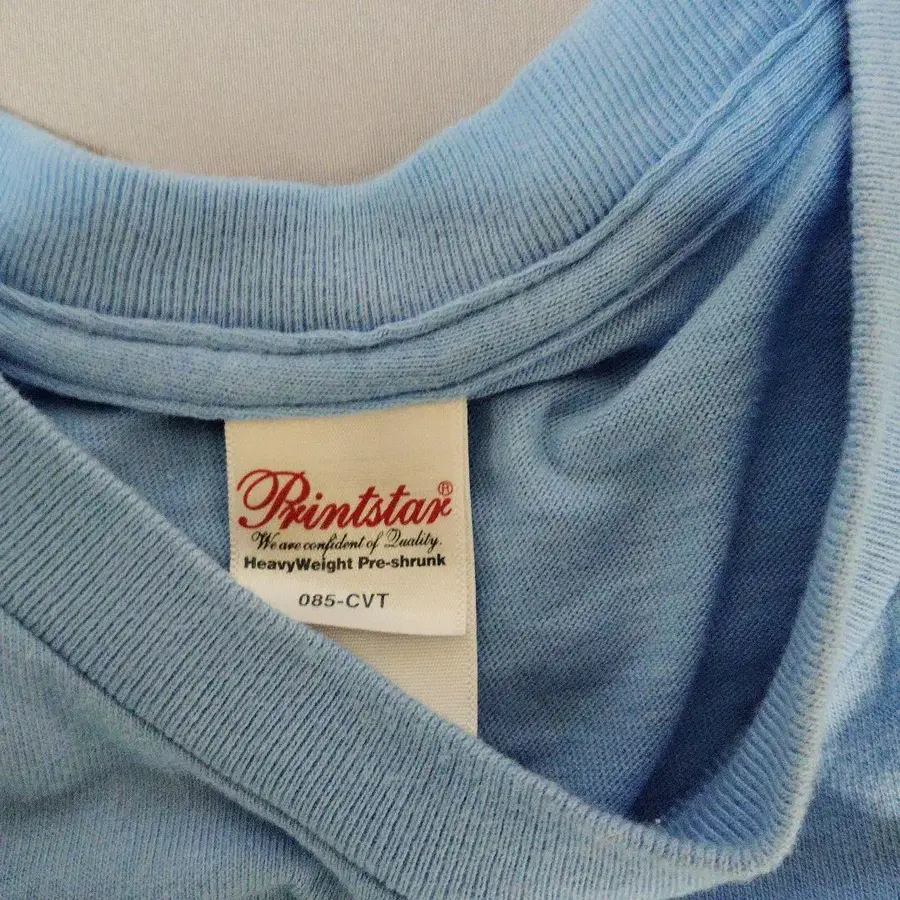 Printstar®
We are confident of Quality.
HeavyWeight Pre-shrunk
085-CVT